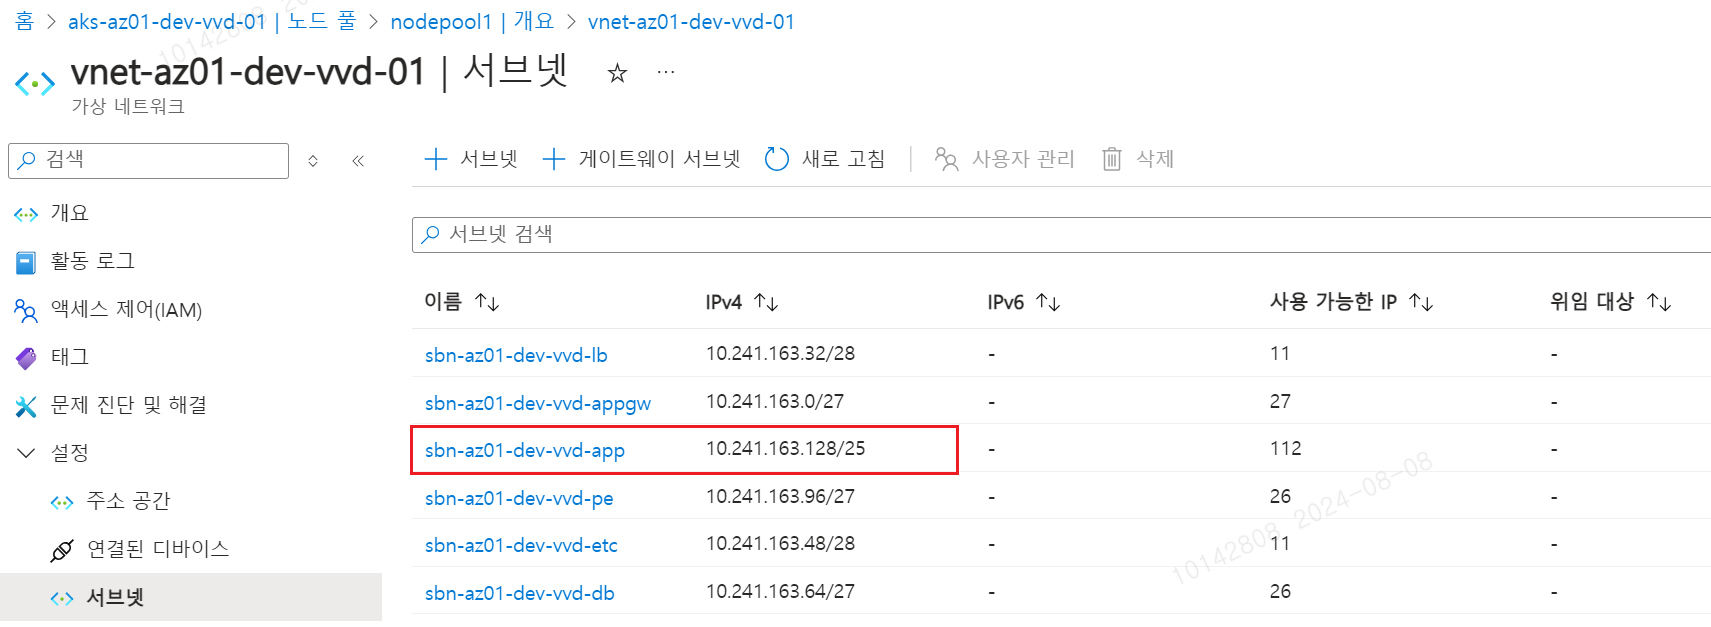 홈 > aks-az01-dev-vvd-01 | 노드 풀 > nodepool1 | 개요 > vnet-az01-dev-vvd-01
vnet-az01-dev-vvd-01 | 서브넷 ☆ ···
가상 네트워크
검색
개요
활동 로그
액세스 제어(IAM)
태그
문제 진단 및 해결
설정
주소 공간
연결된 디바이스
서브넷
+ 서브넷 + 게이트웨이 서브넷 새로 고침 | 사용자 관리 삭제
서브넷 검색
이름 ↑↓ IPv4 ↑↓ IPv6 ↑↓ 사용 가능한 IP ↑↓ 위임 대상 ↑↓
sbn-az01-dev-vvd-lb 10.241.163.32/28 - 11 -
sbn-az01-dev-vvd-appgw 10.241.163.0/27 - 27 -
sbn-az01-dev-vvd-app 10.241.163.128/25 - 112 -
sbn-az01-dev-vvd-pe 10.241.163.96/27 - 26 -
sbn-az01-dev-vvd-etc 10.241.163.48/28 - 11 -
sbn-az01-dev-vvd-db 10.241.163.64/27 - 26 -
10142808 2024-08-08
10142808